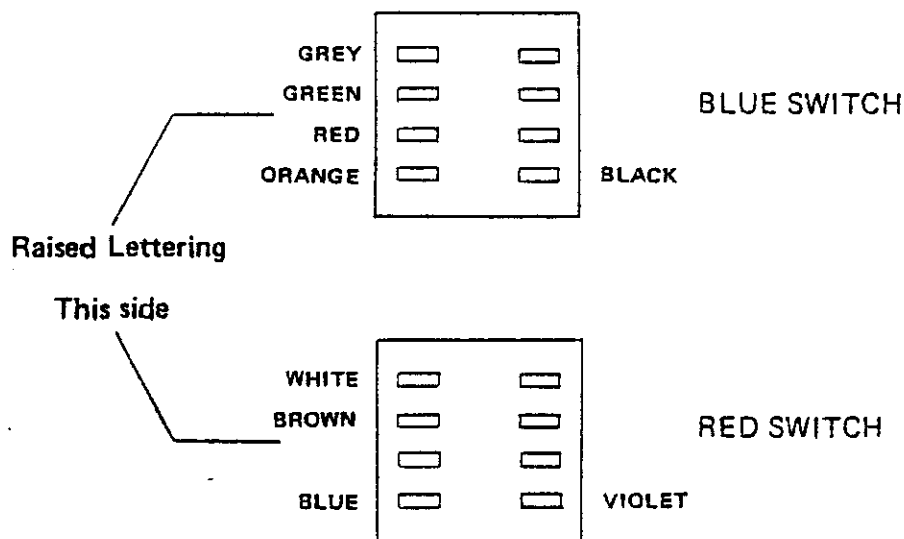 GREY
GREEN
BLUE SWITCH
RED
ORANGE
BLACK
Raised Lettering
This side
WHITE
BROWN
RED SWITCH
BLUE
VIOLET